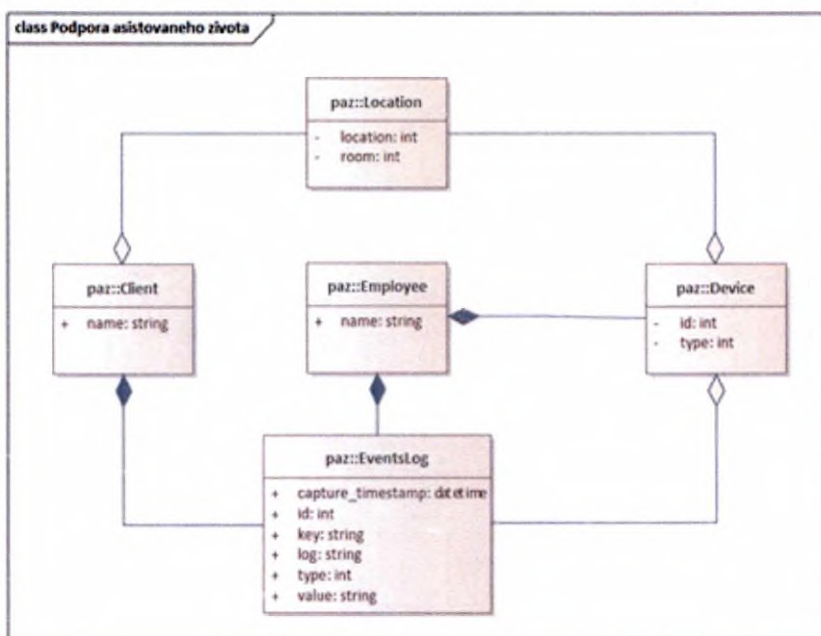 class Podpora asistovaneho zivota
paz::Location
- location: int
- room: int
paz::Client
+ name: string
paz::Employee
+ name: string
paz::Device
- id: int
- type: int
paz::EventsLog
+ capture_timestamp: datetime
+ id: int
+ key: string
+ log: string
+ type: int
+ value: string